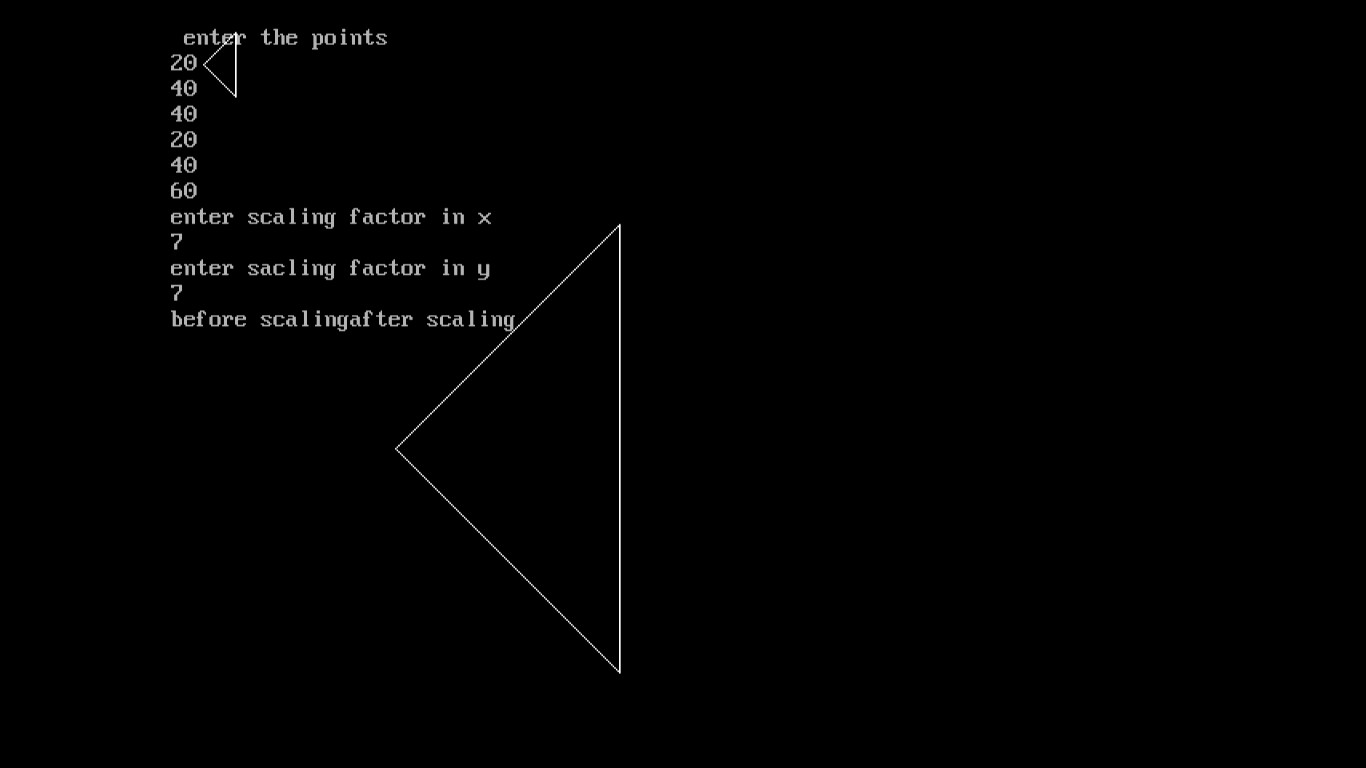 enter the points
20
40
40
20
40
60
enter scaling factor in x
7
enter sacling factor in y
7
before scalingafter scaling